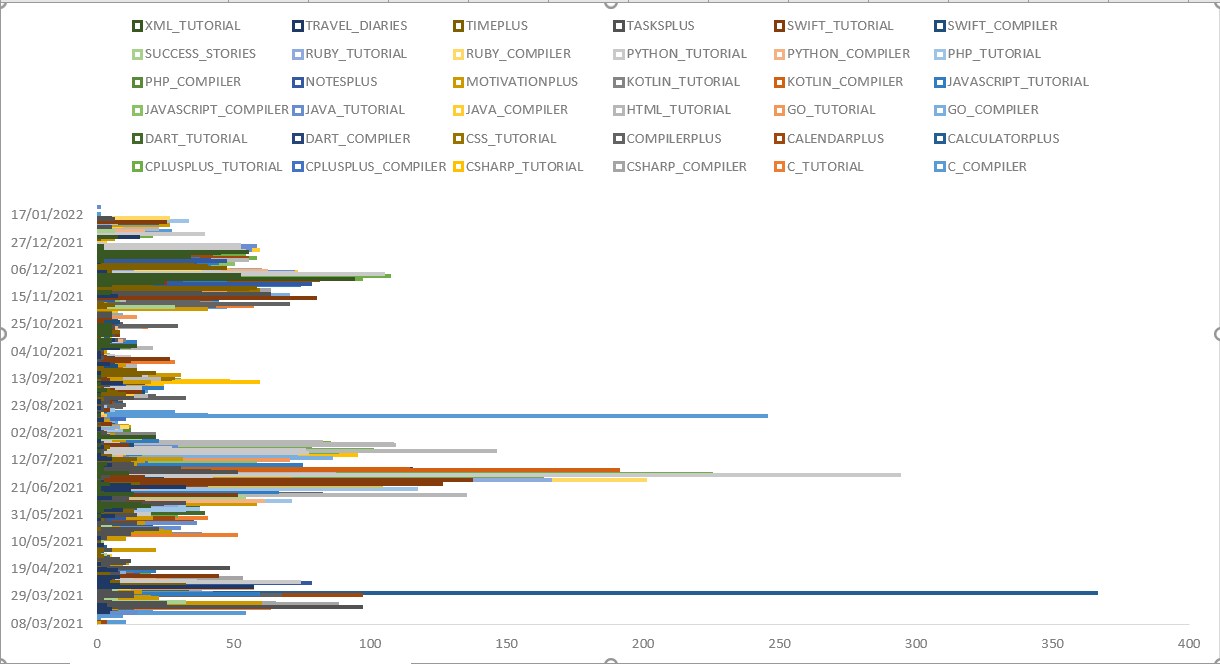 XML_TUTORIAL TRAVEL_DIARIES TIMEPLUS TASKSPLUS SWIFT_TUTORIAL SWIFT_COMPILER
SUCCESS_STORIES RUBY_TUTORIAL RUBY_COMPILER PYTHON_TUTORIAL PYTHON_COMPILER PHP_TUTORIAL
PHP_COMPILER NOTESPLUS MOTIVATIONPLUS KOTLIN_TUTORIAL KOTLIN_COMPILER JAVASCRIPT_TUTORIAL
JAVASCRIPT_COMPILER JAVA_TUTORIAL JAVA_COMPILER HTML_TUTORIAL GO_TUTORIAL GO_COMPILER
DART_TUTORIAL DART_COMPILER CSS_TUTORIAL COMPILERPLUS CALENDARPLUS CALCULATORPLUS
CPLUSPLUS_TUTORIAL CPLUSPLUS_COMPILER CSHARP_TUTORIAL CSHARP_COMPILER C_TUTORIAL C_COMPILER
17/01/2022
27/12/2021
06/12/2021
15/11/2021
25/10/2021
04/10/2021
13/09/2021
23/08/2021
02/08/2021
12/07/2021
21/06/2021
31/05/2021
10/05/2021
19/04/2021
29/03/2021
08/03/2021
0 50 100 150 200 250 300 350 400